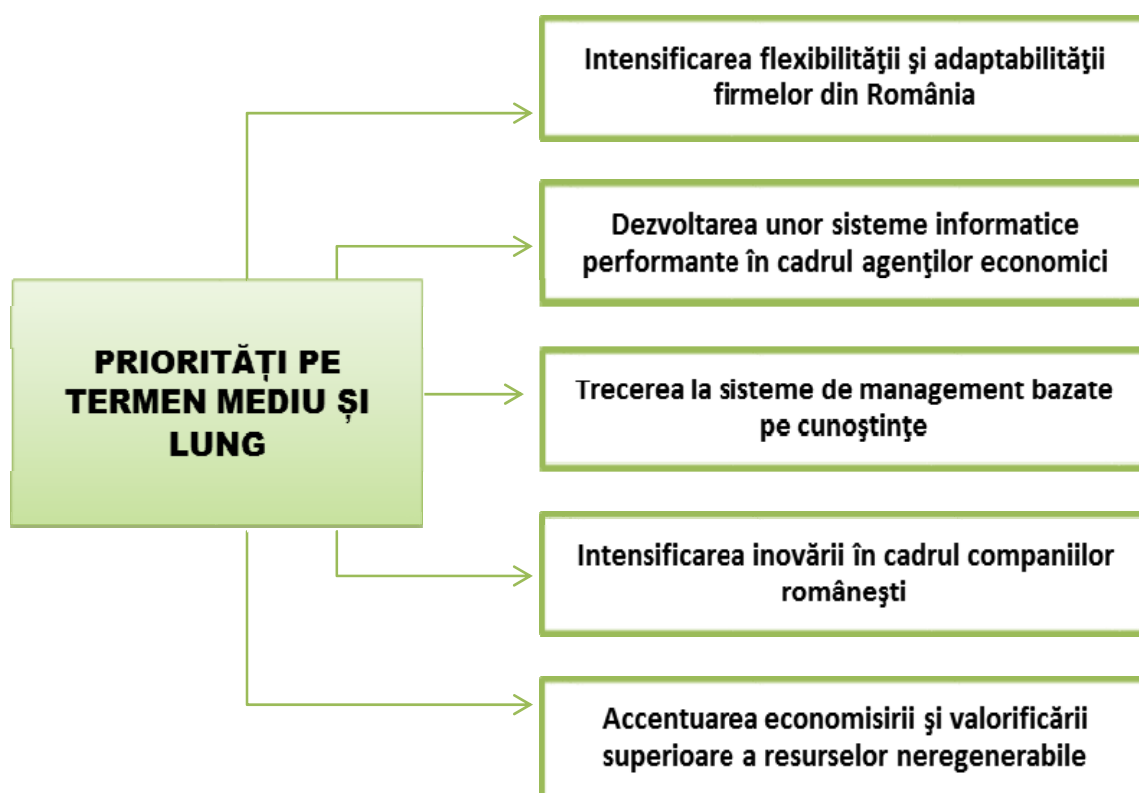 Intensificarea flexibilităţii şi adaptabilităţii
firmelor din România
Dezvoltarea unor sisteme informatice
performante în cadrul agenţilor economici
PRIORITĂȚI PE
TERMEN MEDIU ȘI
LUNG
Trecerea la sisteme de management bazate
pe cunoştinţe
Intensificarea inovării în cadrul companiilor
româneşti
Accentuarea economisirii şi valorificării
superioare a resurselor neregenerabile